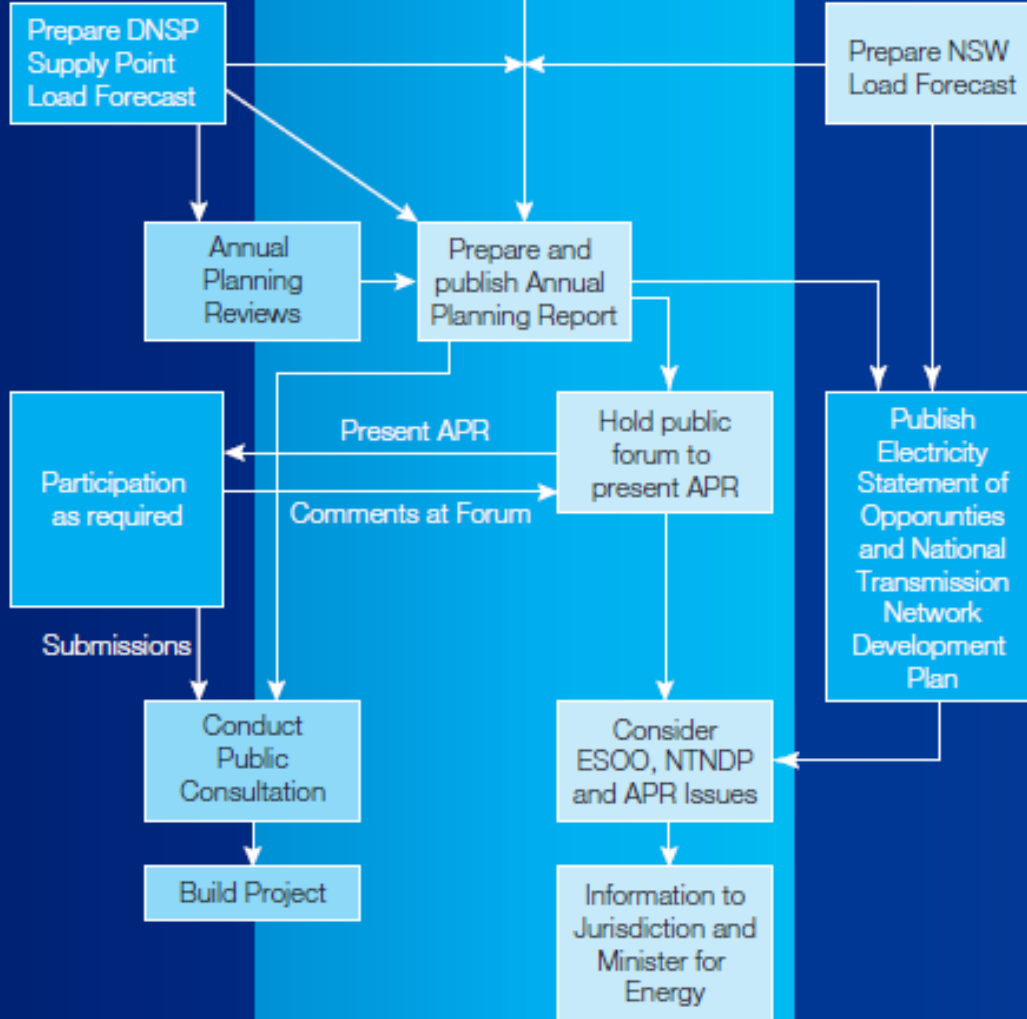 Prepare DNSP
Supply Point
Load Forecast
Prepare NSW
Load Forecast
Annual
Planning
Reviews
Prepare and
publish Annual
Planning Report
Present APR
Hold public
forum to
present APR
Participation
as required
Comments at Forum
Publish
Electricity
Statement of
Opporunties
and National
Transmission
Network
Development
Plan
Submissions
Conduct
Public
Consultation
Consider
ESOO, NTNDP
and APR Issues
Build Project
Information to
Jurisdiction and
Minister for
Energy